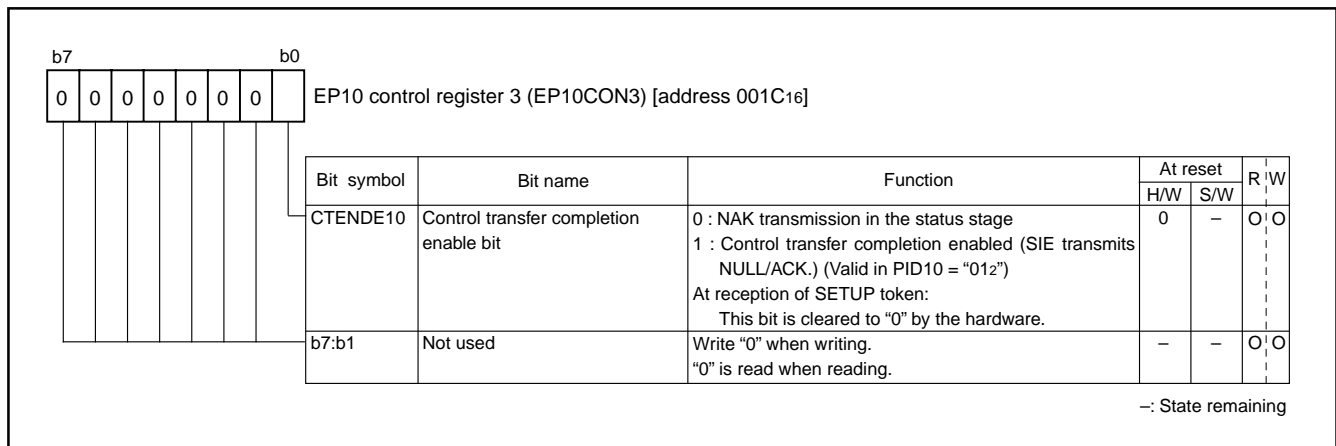 b7 b0
0 0 0 0 0 0 0 EP10 control register 3 (EP10CON3) [address 001C16]
Bit symbol Bit name Function At reset R W
H/W S/W
CTENDE10 Control transfer completion 0 : NAK transmission in the status stage 0 – O O
enable bit 1 : Control transfer completion enabled (SIE transmits
NULL/ACK.) (Valid in PID10 = “012”)
At reception of SETUP token:
This bit is cleared to “0” by the hardware.
b7:b1 Not used Write “0” when writing. – – O O
“0” is read when reading.
–: State remaining